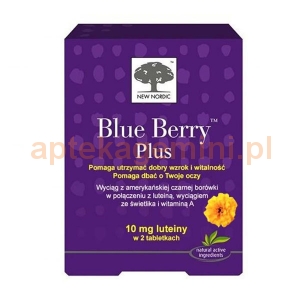 NEW NORDIC
Blue Berry™
Plus
aptekagemini.pl
Pomaga utrzymać dobry wzrok i witalność
Pomaga dbać o Twoje oczy
Wyciąg z amerykańskiej czarnej borówki
w połączeniu z luteiną, wyciągiem
ze świetlika i witaminą A
10 mg luteiny
w 2 tabletkach
natural active
ingredients